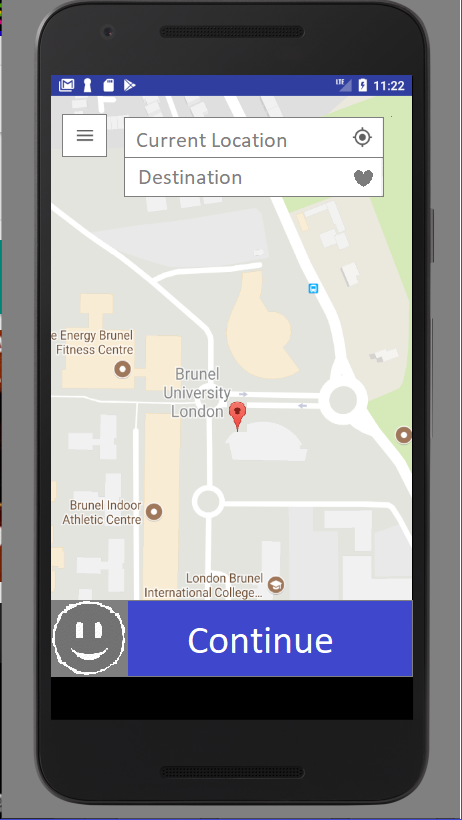 LTE 11:22
Current Location
Destination
e Energy Brunel
Fitness Centre
Brunel
University
London
Brunel Indoor
Athletic Centre
London Brunel
International College...
Continue